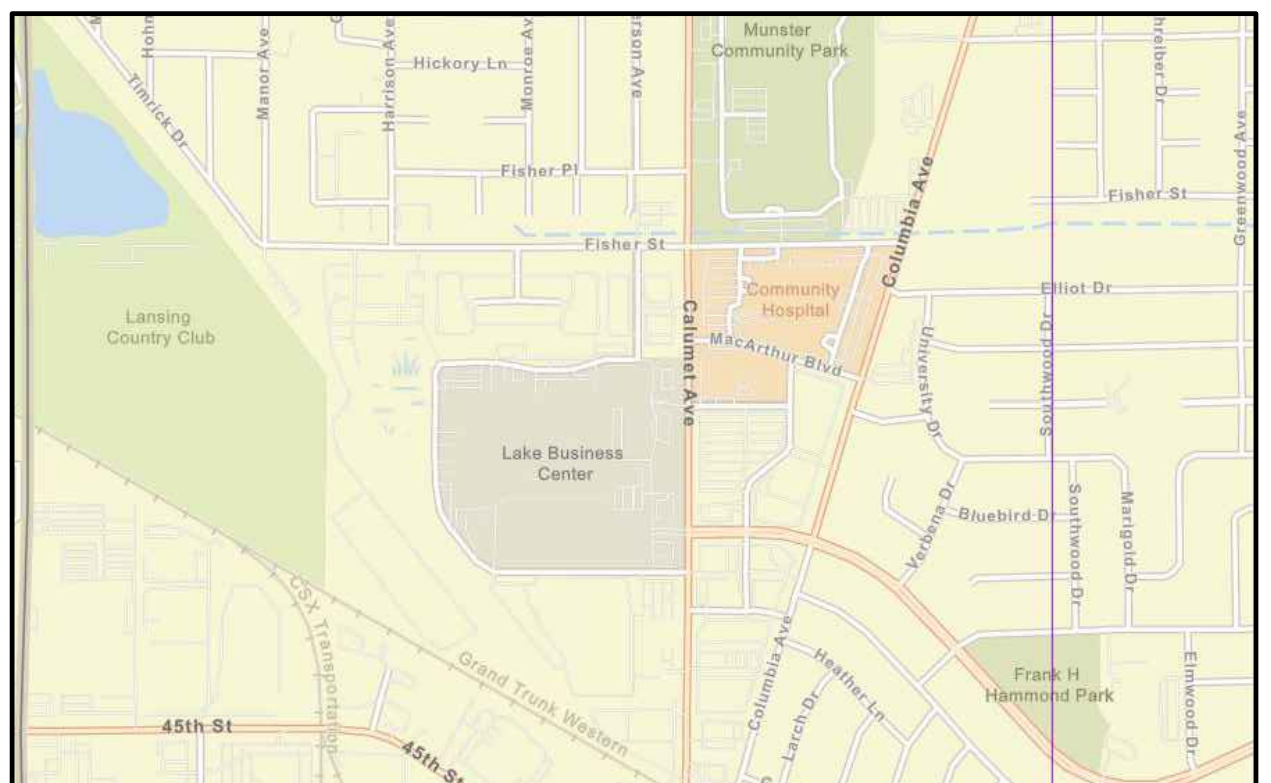 Munster
Community Park
Hickory Ln
Manor Ave
Harrison Ave
Timrick Dr
Fisher Pl
Columbia Ave
Fisher St
Greenwood Ave
Fisher St
Community
Hospital
Elliot Dr
Lansing
Country Club
Calumet Ave
MacArthur Blvd
University Dr
Southwood Dr
Lake Business
Center
Verbena Dr
Bluebird Dr
Southwood Dr
Marigold Dr
CSX Transportation
Grand Trunk Western
Columbia Ave
Heather Ln
Larch Dr
Frank H
Hammond Park
Elmwood Dr
45th St
45th St